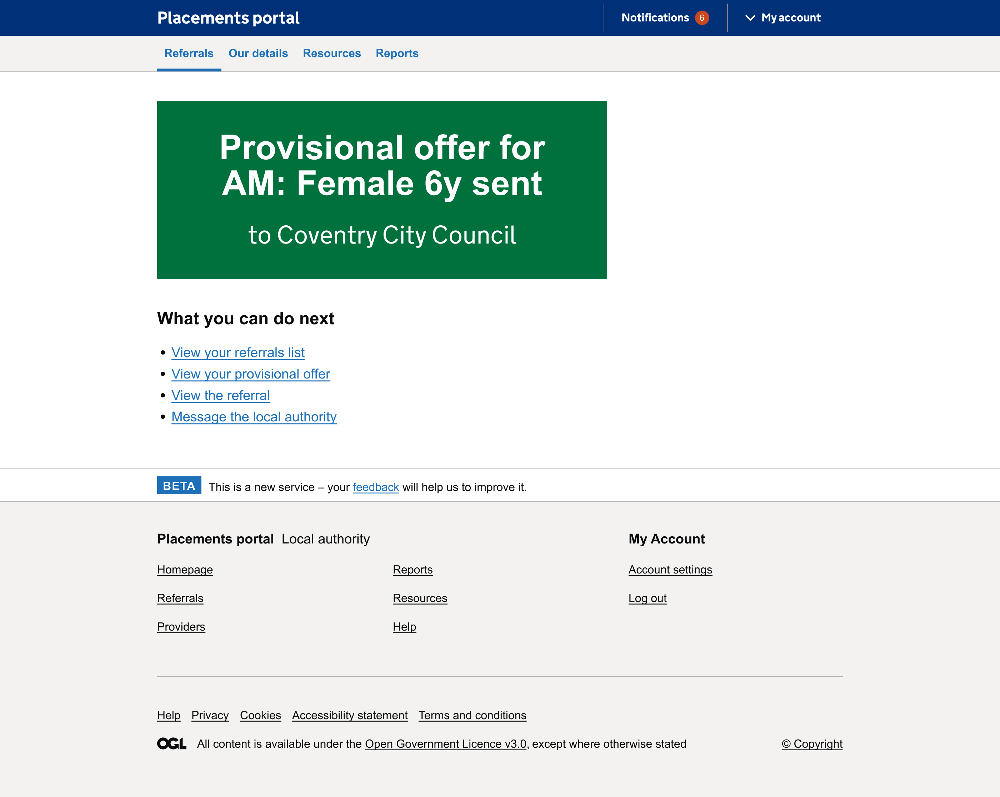 Placements portal
Notifications 6
My account
Referrals Our details Resources Reports
Provisional offer for
AM: Female 6y sent
to Coventry City Council
What you can do next
View your referrals list
View your provisional offer
View the referral
Message the local authority
BETA This is a new service – your feedback will help us to improve it.
Placements portal Local authority
Homepage
Referrals
Providers
Reports
Resources
Help
My Account
Account settings
Log out
Help Privacy Cookies Accessibility statement Terms and conditions
OGL All content is available under the Open Government Licence v3.0, except where otherwise stated
© Copyright